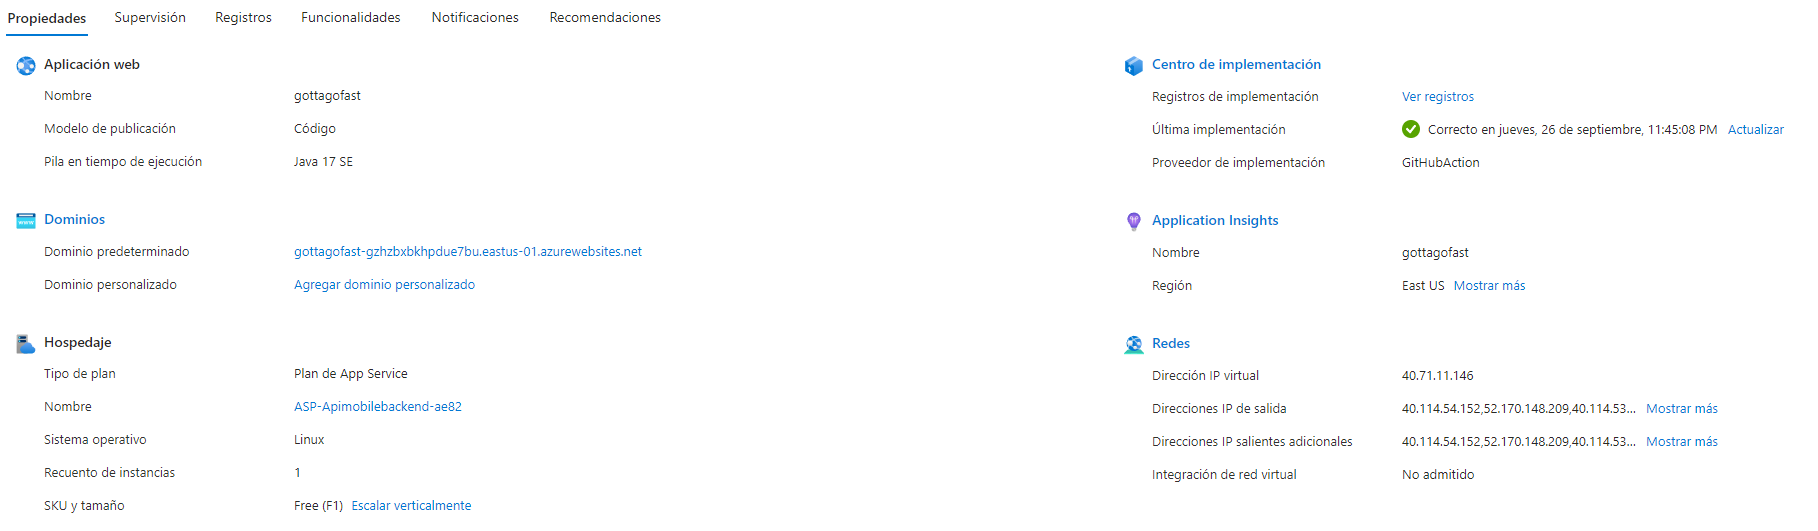 Propiedades Supervisión Registros Funcionalidades Notificaciones Recomendaciones
Aplicación web
Nombre gottagofast
Modelo de publicación Código
Pila en tiempo de ejecución Java 17 SE
Dominios
Dominio predeterminado gottagofast-gzhzbxbkhpdue7bu.eastus-01.azurewebsites.net
Dominio personalizado Agregar dominio personalizado
Hospedaje
Tipo de plan Plan de App Service
Nombre ASP-Apimobilebackend-ae82
Sistema operativo Linux
Recuento de instancias 1
SKU y tamaño Free (F1) Escalar verticalmente
Centro de implementación
Registros de implementación Ver registros
Última implementación Correcto en jueves, 26 de septiembre, 11:45:08 PM Actualizar
Proveedor de implementación GitHubAction
Application Insights
Nombre gottagofast
Región East US Mostrar más
Redes
Dirección IP virtual 40.71.11.146
Direcciones IP de salida 40.114.54.152,52.170.148.209,40.114.53... Mostrar más
Direcciones IP salientes adicionales 40.114.54.152,52.170.148.209,40.114.53... Mostrar más
Integración de red virtual No admitido